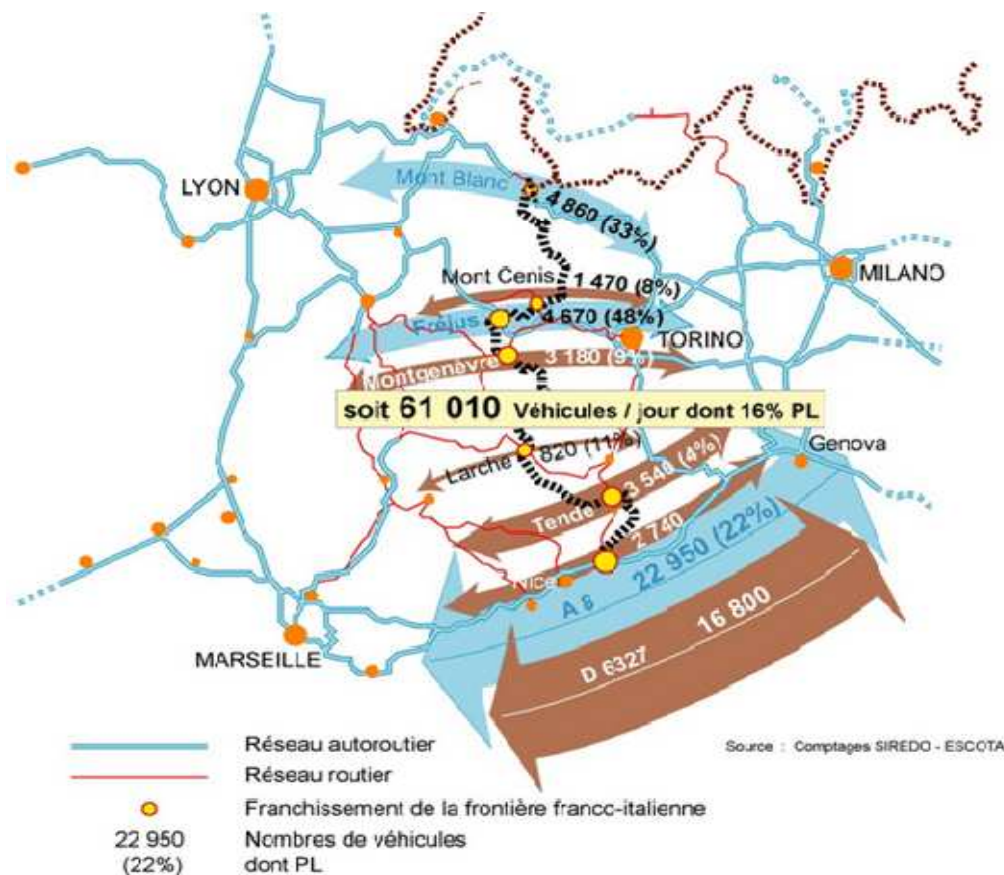 LYON
Mont Blanc
4 860 (33%)
MILANO
Mont Cenis
1 470 (8%)
Fréjus
4 670 (48%)
TORINO
Montgenèvre
3 180 (9%)
soit 61 010 Véhicules / jour dont 16% PL
Genova
Larche
820 (11%)
Tende
3 540 (4%)
2 740
Nice
A 8
22 950 (22%)
16 800
D 6327
MARSEILLE
Réseau autoroutier
Source : Comptages SIREDO - ESCOTA
Réseau routier
Franchissement de la frontière franco-italienne
22 950 Nombres de véhicules
(22%) dont PL